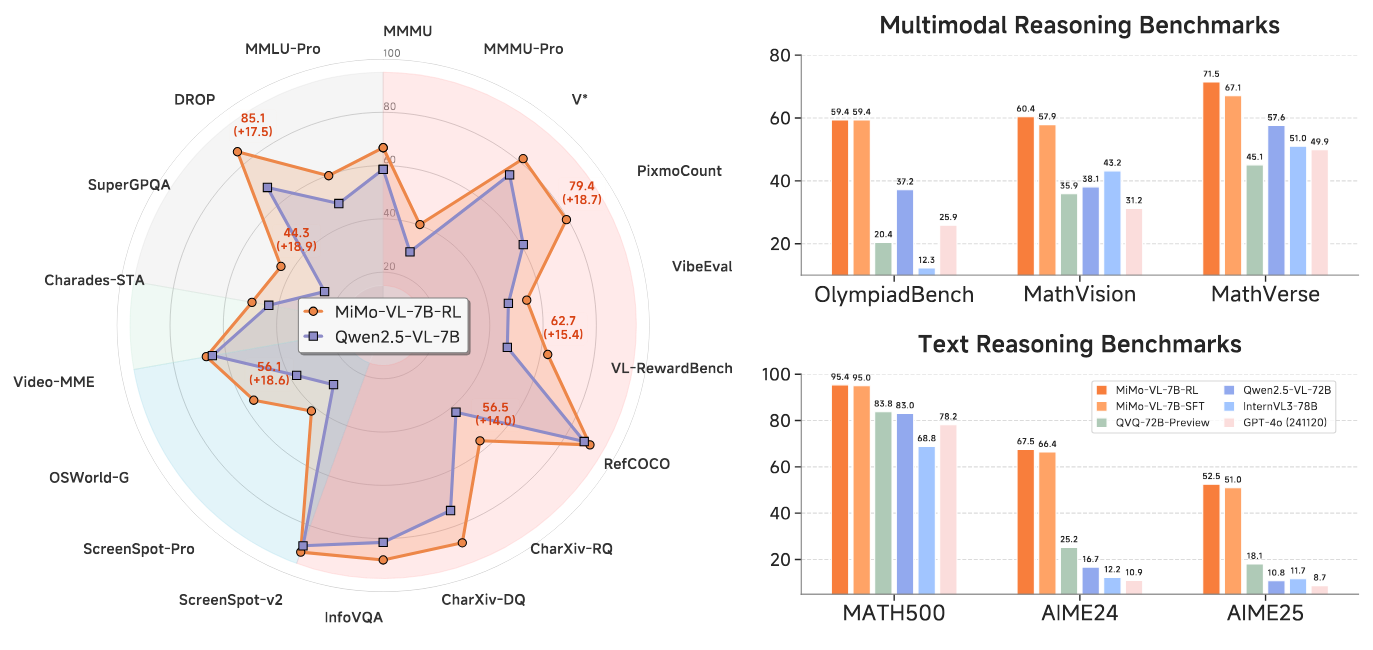 MMMU
MMMU-Pro
V*
PixmoCount
VibeEval
VL-RewardBench
RefCOCO
CharXiv-RQ
CharXiv-DQ
InfoVQA
ScreenSpot-v2
ScreenSpot-Pro
OSWorld-G
Video-MME
Charades-STA
SuperGPQA
DROP
MMLU-Pro
100
80
60
40
20
85.1
(+17.5)
79.4
(+18.7)
44.3
(+18.9)
62.7
(+15.4)
56.1
(+18.6)
56.5
(+14.0)
MiMo-VL-7B-RL
Qwen2.5-VL-7B
Multimodal Reasoning Benchmarks
80
60
40
20
59.4 59.4 20.4 37.2 12.3 25.9
60.4 57.9 35.9 38.1 43.2 31.2
71.5 67.1 45.1 57.6 51.0 49.9
OlympiadBench MathVision MathVerse
Text Reasoning Benchmarks
100
80
60
40
20
MiMo-VL-7B-RL
MiMo-VL-7B-SFT
QVQ-72B-Preview
Qwen2.5-VL-72B
InternVL3-78B
GPT-4o (241120)
95.4 95.0 83.8 83.0 68.8 78.2
67.5 66.4 25.2 16.7 12.2 10.9
52.5 51.0 18.1 10.8 11.7 8.7
MATH500 AIME24 AIME25